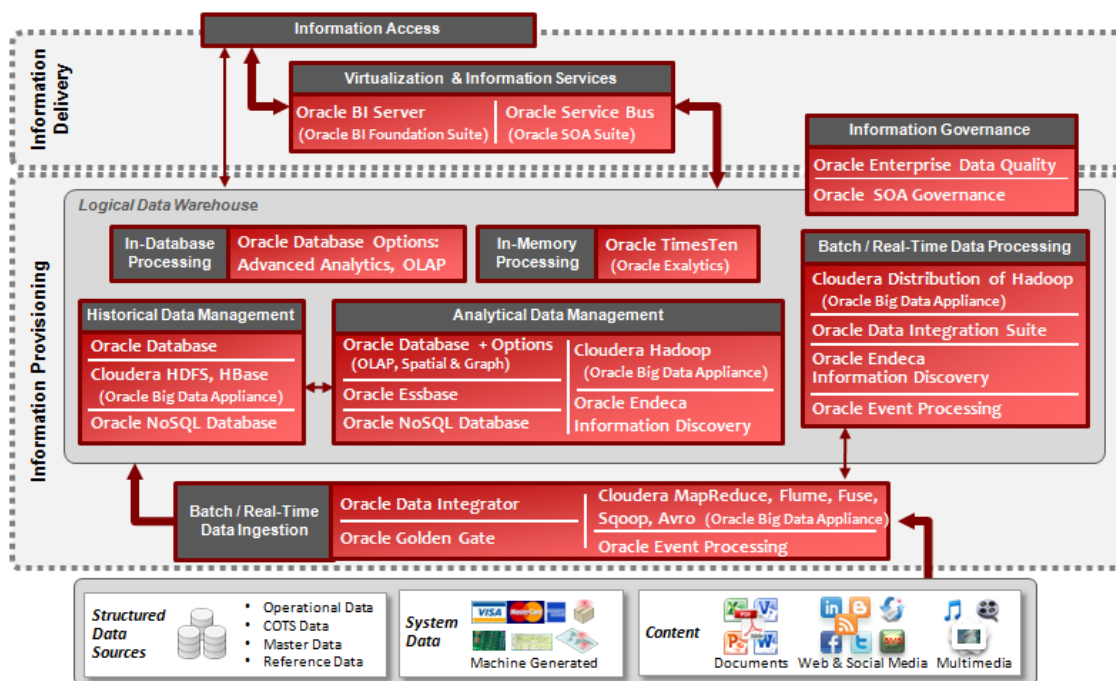 Information Access
Information
Delivery
Virtualization & Information Services
Oracle BI Server
(Oracle BI Foundation Suite)
Oracle Service Bus
(Oracle SOA Suite)
Information Governance
Oracle Enterprise Data Quality
Oracle SOA Governance
Information Provisioning
Logical Data Warehouse
In-Database
Processing
Oracle Database Options:
Advanced Analytics, OLAP
In-Memory
Processing
Oracle TimesTen
(Oracle Exalytics)
Batch / Real-Time Data Processing
Cloudera Distribution of Hadoop
(Oracle Big Data Appliance)
Oracle Data Integration Suite
Oracle Endeca
Information Discovery
Oracle Event Processing
Historical Data Management
Oracle Database
Cloudera HDFS, HBase
(Oracle Big Data Appliance)
Oracle NoSQL Database
Analytical Data Management
Oracle Database + Options
(OLAP, Spatial & Graph)
Oracle Essbase
Oracle NoSQL Database
Cloudera Hadoop
(Oracle Big Data Appliance)
Oracle Endeca
Information Discovery
Batch / Real-Time
Data Ingestion
Oracle Data Integrator
Oracle Golden Gate
Cloudera MapReduce, Flume, Fuse,
Sqoop, Avro (Oracle Big Data Appliance)
Oracle Event Processing
Structured
Data
Sources
• Operational Data
• COTS Data
• Master Data
• Reference Data
System
Data
VISA
MasterCard
Machine Generated
Content
PDF
Documents
Web & Social Media
Multimedia